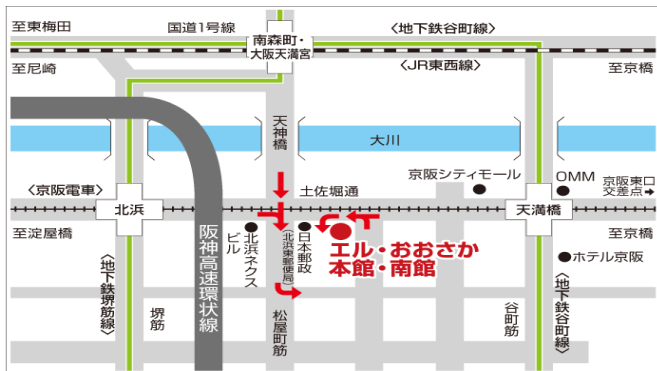 至東梅田
国道1号線
南森町・
大阪天満宮
〈地下鉄谷町線〉
至尼崎
〈JR東西線〉
至京橋
天神橋
大川
京阪シティモール
OMM
京阪東口
交差点
〈京阪電車〉
北浜
土佐堀通
天満橋
至淀屋橋
阪神高速環状線
北浜ネクス
ビル
(北浜東郵便局)
日本郵政
エル・おおさか
本館・南館
至京橋
ホテル京阪
〈地下鉄堺筋線〉
堺筋
松屋町筋
谷町筋
〈地下鉄谷町線〉